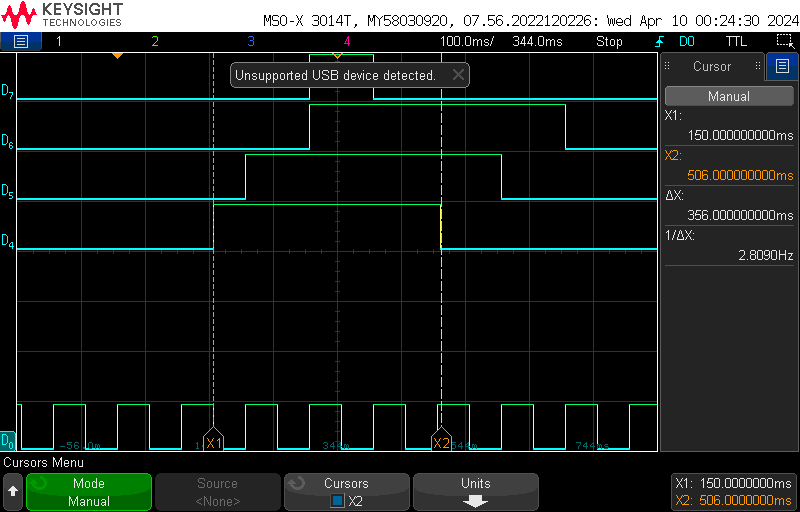 KEYSIGHT
TECHNOLOGIES
MSO-X 3014T, MY58030920, 07.56.2022120226: Wed Apr 10 00:24:30 2024
1 2 3 4 100.0ms/ 344.0ms Stop D0 TTL
Unsupported USB device detected.
D7
D6
D5
D4
D0
-56.0m 344m 544m 744ms
X1 X2
Cursor
Manual
X1:
150.000000000ms
X2:
506.000000000ms
ΔX:
356.000000000ms
1/ΔX:
2.8090Hz
Cursors Menu
Mode
Manual
Source
<None>
Cursors
X2
Units
X1: 150.000000000ms
X2: 506.000000000ms